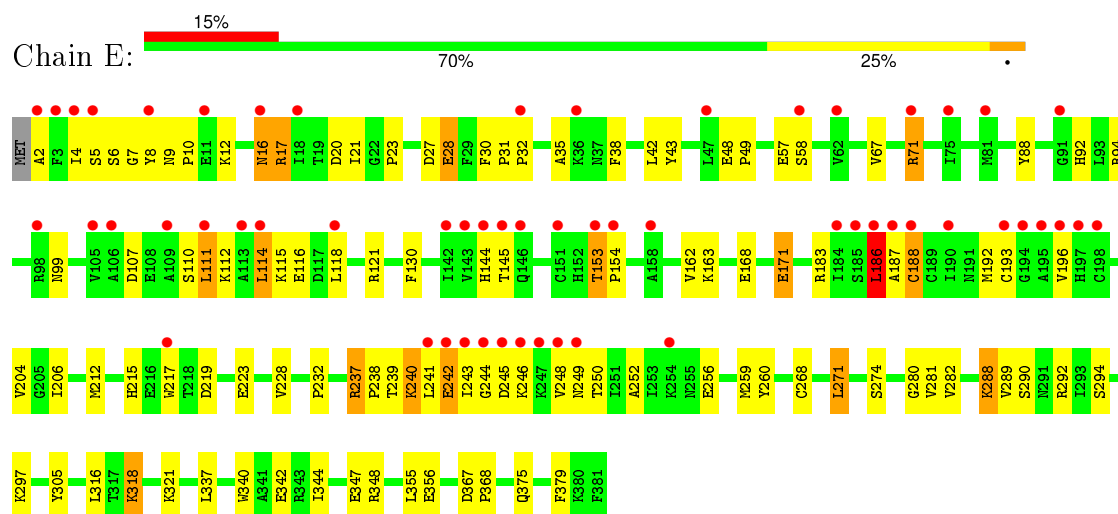 15%
Chain E:
70% 25% •
MET A2 F3 I4 S5 S6 G7 Y8 N9 P10 E11 K12 N16 R17 I18 T19 D20 I21 G22 P23 D27 E28 F29 F30 P31 P32 A35 K36 N37 F38 L42 Y43 L47 E48 P49 E57 S58 V62 V67 R71 I75 M81 Y88 G91 H92 L93 R94
R98 N99 V105 A106 D107 E108 A109 S110 L111 K112 A113 L114 K115 E116 D117 L118 R121 F130 I142 V143 H144 T145 Q146 C151 H152 T153 P154 A158 V162 K163 E168 E171 R183 I184 S185 L186 A187 C188 C189 I190 N191 M192 C193 G194 A195 V196 H197 C198
V204 G205 I206 M212 H215 E216 W217 T218 D219 E223 V228 P232 R237 P238 T239 K240 L241 E242 I243 G244 D245 K246 K247 V248 N249 T250 I251 A252 I253 K254 N255 E256 M259 Y260 C268 L271 S274 G280 V281 V282 K288 V289 S290 N291 R292 I293 S294
K297 Y305 L316 T317 K318 K321 L337 W340 A341 E342 R343 I344 E347 R348 L355 E356 D367 P368 Q375 F379 K380 F381